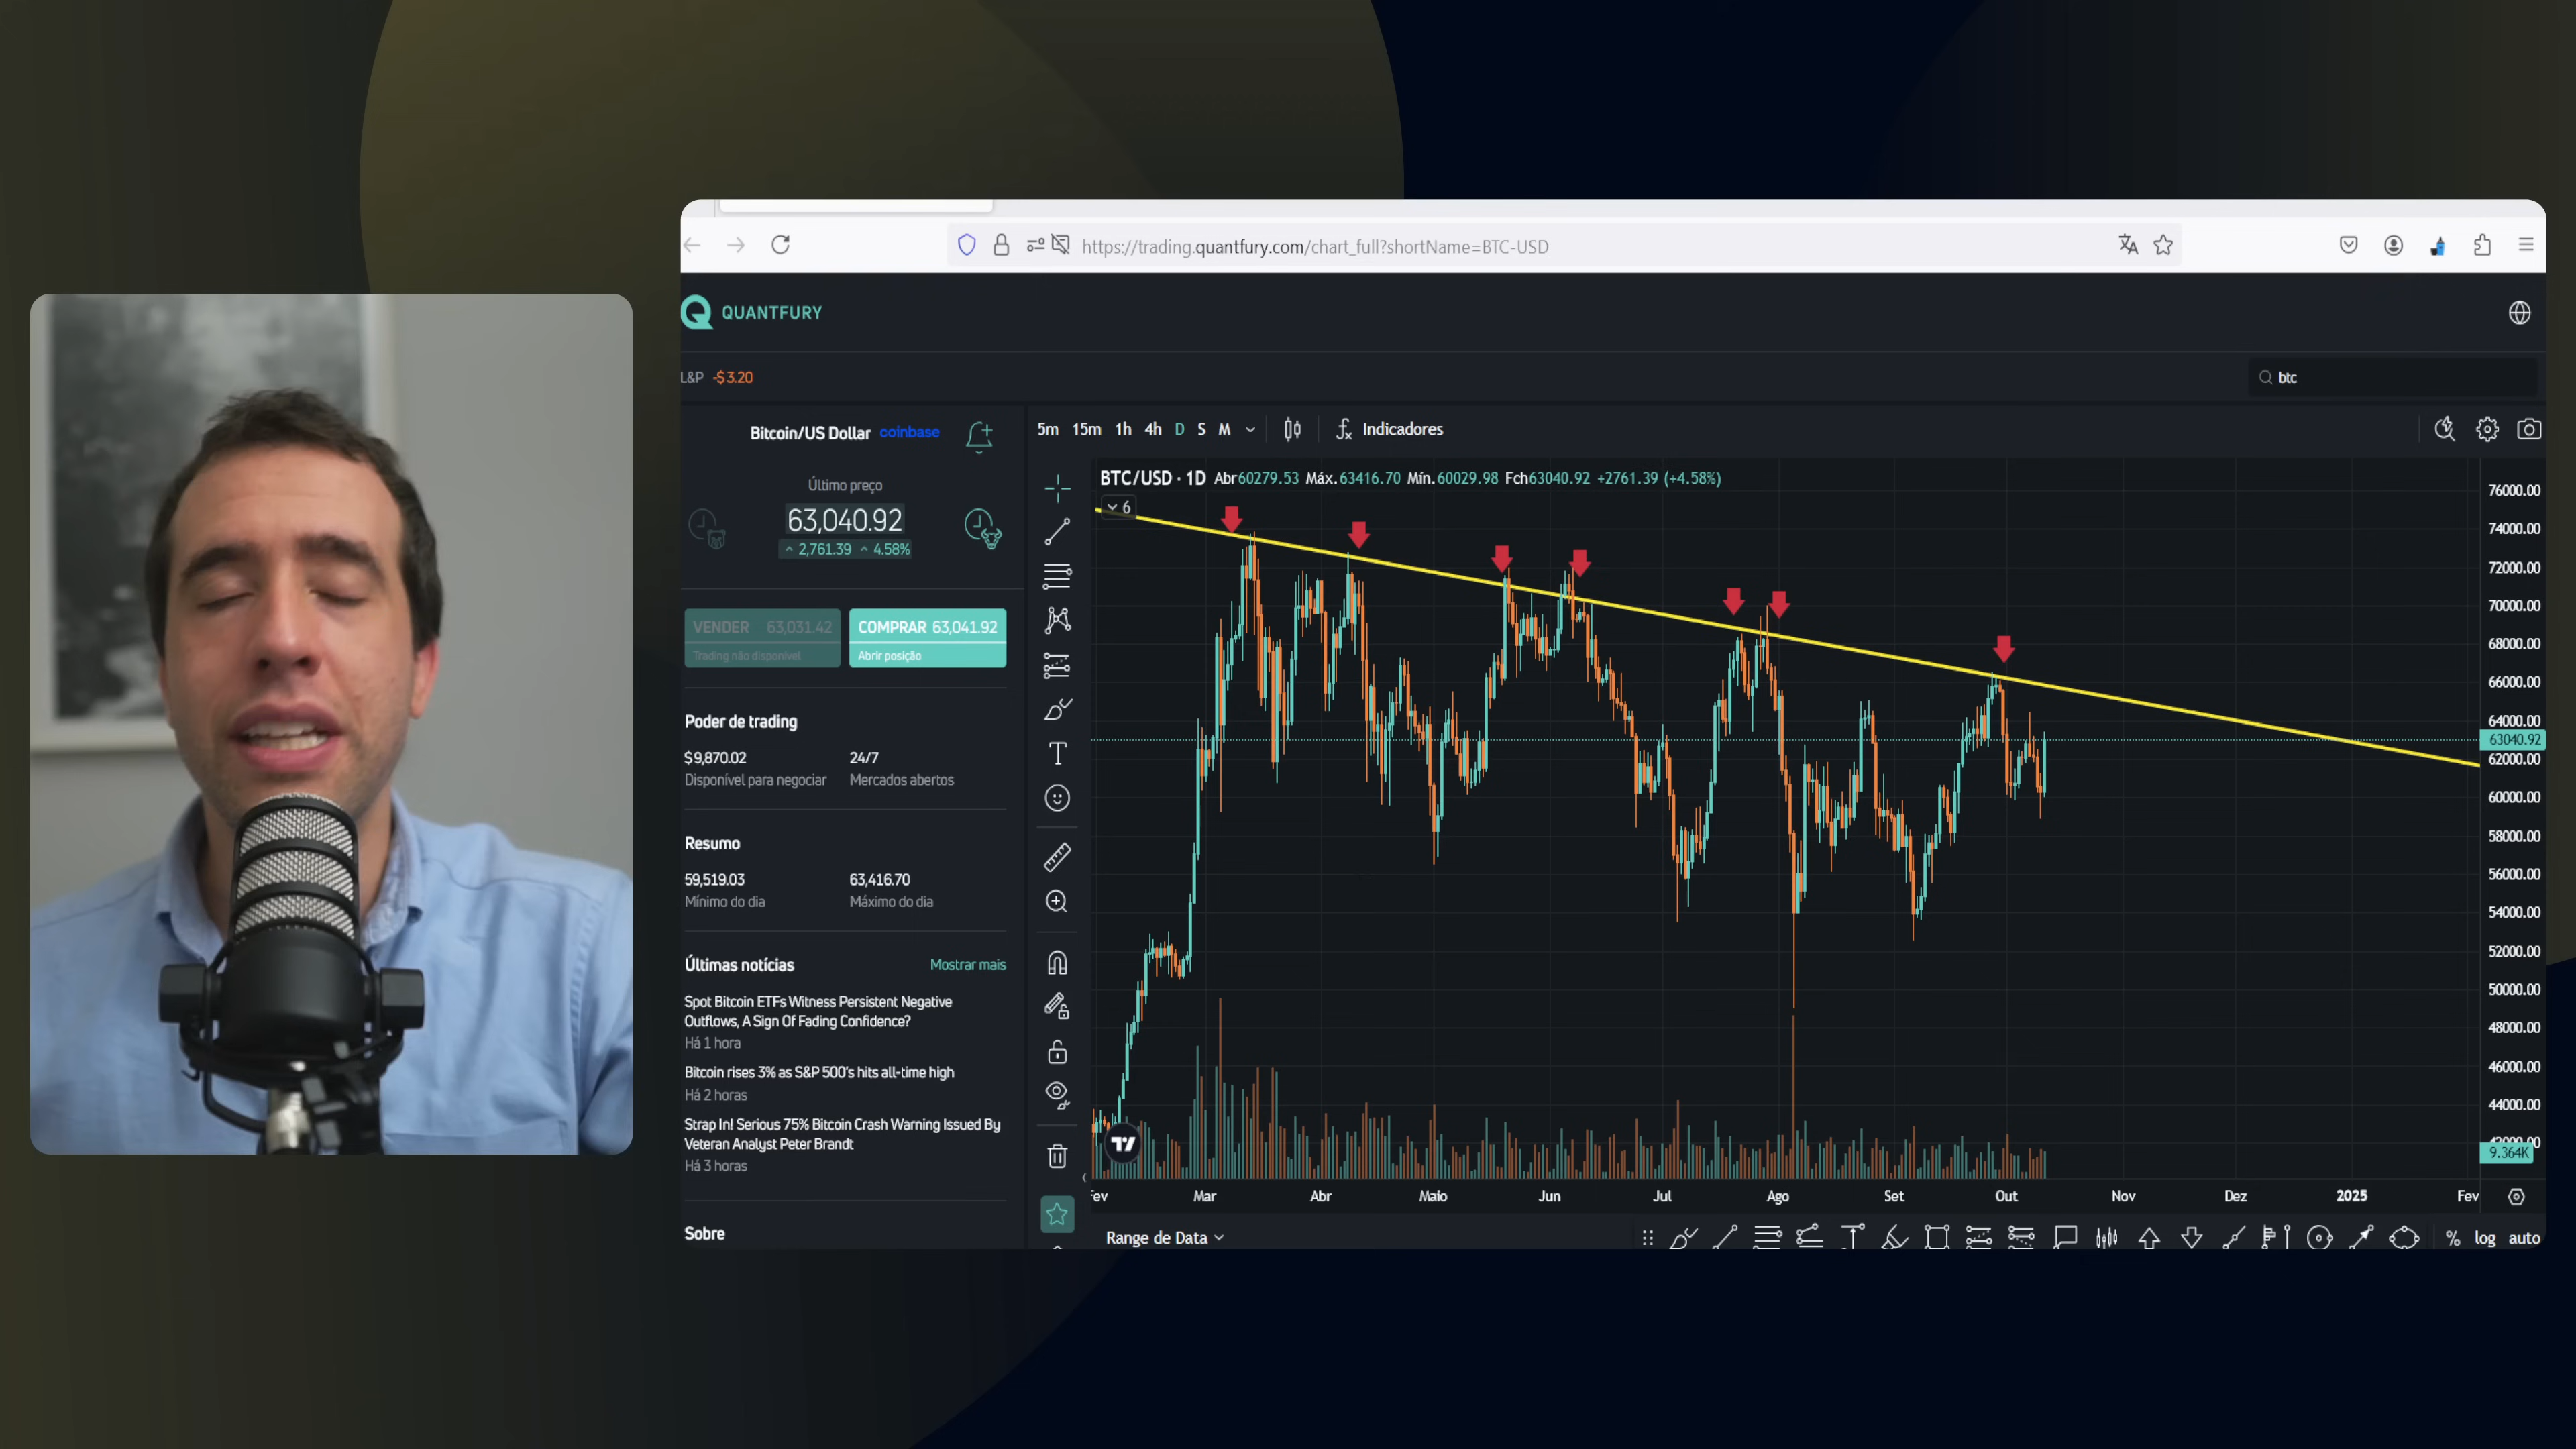 https://trading.quantfury.com/chart_full?shortName=BTC-USD
QUANTFURY
L&P -$3.20
btc
Bitcoin/US Dollar coinbase
Último preço
63,040.92
2,761.39 4.58%
VENDER 63,031.42
Trading não disponível
COMPRAR 63,041.92
Abrir posição
Poder de trading
$9,870.02
Disponível para negociar
24/7
Mercados abertos
Resumo
59,519.03
Mínimo do dia
63,416.70
Máximo do dia
Últimas notícias Mostrar mais
Spot Bitcoin ETFs Witness Persistent Negative
Outflows, A Sign Of Fading Confidence?
Há 1 hora
Bitcoin rises 3% as S&P 500's hits all-time high
Há 2 horas
Strap In! Serious 75% Bitcoin Crash Warning Issued By
Veteran Analyst Peter Brandt
Há 3 horas
Sobre
5m 15m 1h 4h D S M
Indicadores
BTC/USD · 1D Abr60279.53 Máx.63416.70 Mín.60029.98 Fch63040.92 +2761.39 (+4.58%)
6
76000.00
74000.00
72000.00
70000.00
68000.00
66000.00
64000.00
63040.92
62000.00
60000.00
58000.00
56000.00
54000.00
52000.00
50000.00
48000.00
46000.00
44000.00
42000.00
9.364K
Fev Mar Abr Maio Jun Jul Ago Set Out Nov Dez 2025 Fev
Range de Data
% log auto